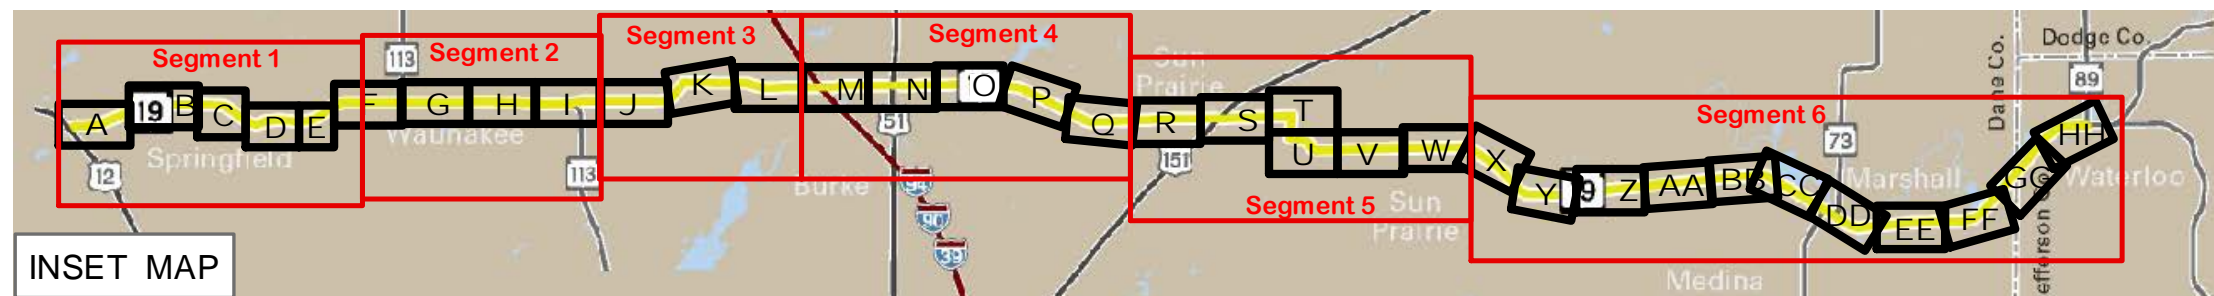 Segment 1
Segment 2
Segment 3
Segment 4
Segment 5
Segment 6
A
19
B
C
D
E
F
G
H
I
J
K
L
M
N
O
P
Q
R
S
T
U
V
W
X
Y
9
Z
AA
BB
CC
DD
EE
FF
GG
HH
12
113
113
51
94
90
39
151
73
89
Springfield
Waunakee
Burke
Sun
Prairie
Sun
Prairie
Marshall
Medina
Waterloo
Dane Co.
Dodge Co.
efferson
INSET MAP